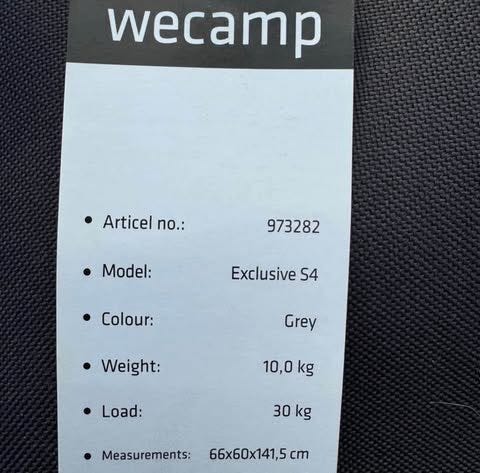 wecamp
• Articel no.: 973282
• Model: Exclusive S4
• Colour: Grey
• Weight: 10,0 kg
• Load: 30 kg
• Measurements: 66x60x141,5 cm